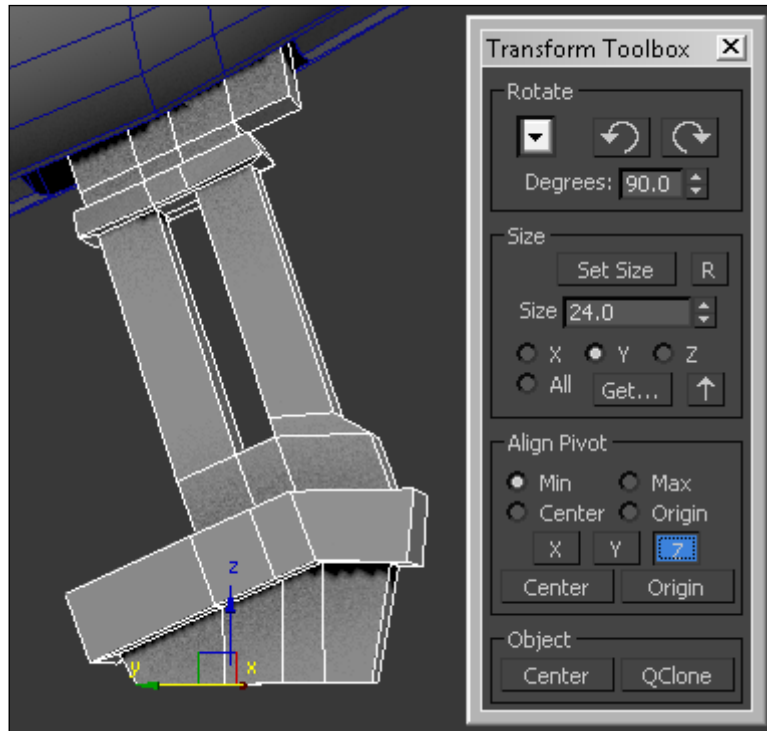 Transform Toolbox
Rotate
Degrees: 90.0
Size
Set Size R
Size 24.0
X Y Z
All Get...
Align Pivot
Min Max
Center Origin
X Y Z
Center Origin
Object
Center QClone
z
y x